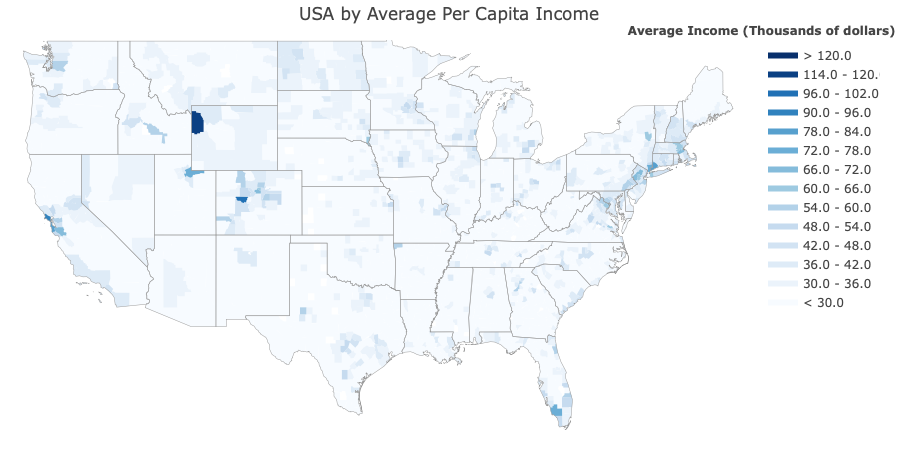 USA by Average Per Capita Income
Average Income (Thousands of dollars)
> 120.0
114.0 - 120.
96.0 - 102.0
90.0 - 96.0
78.0 - 84.0
72.0 - 78.0
66.0 - 72.0
60.0 - 66.0
54.0 - 60.0
48.0 - 54.0
42.0 - 48.0
36.0 - 42.0
30.0 - 36.0
< 30.0